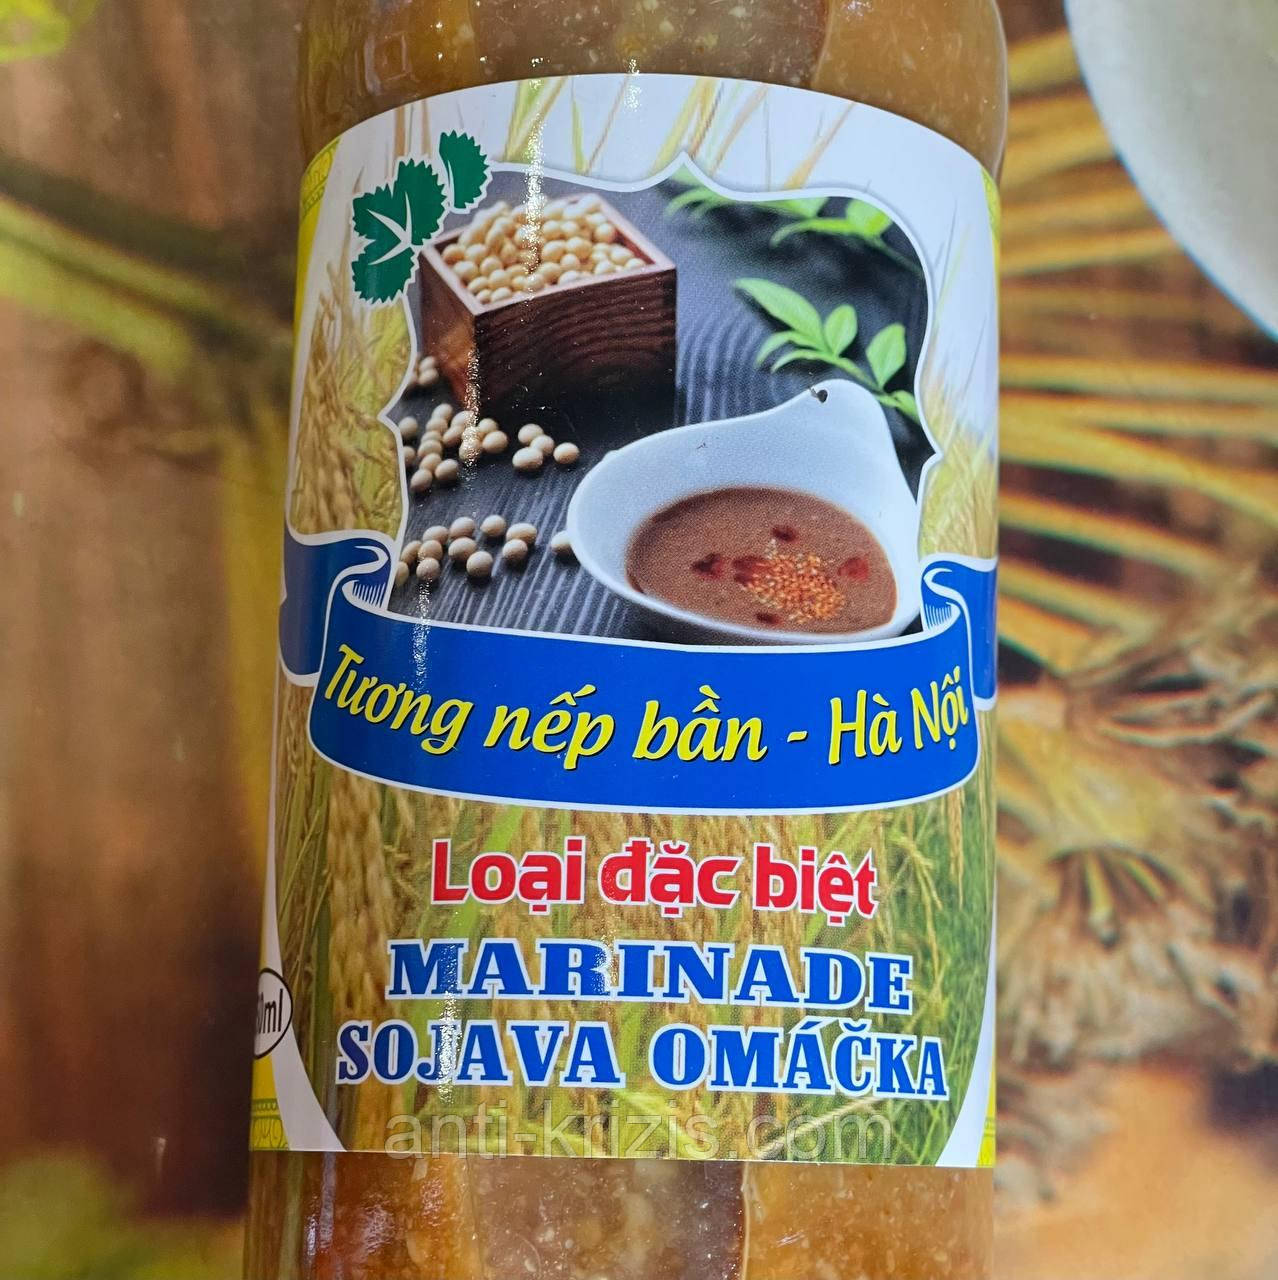 Tương nếp bần - Hà Nội
Loại đặc biệt
MARINADE
SOJAVA OMÁČKA
anti-krizis.com